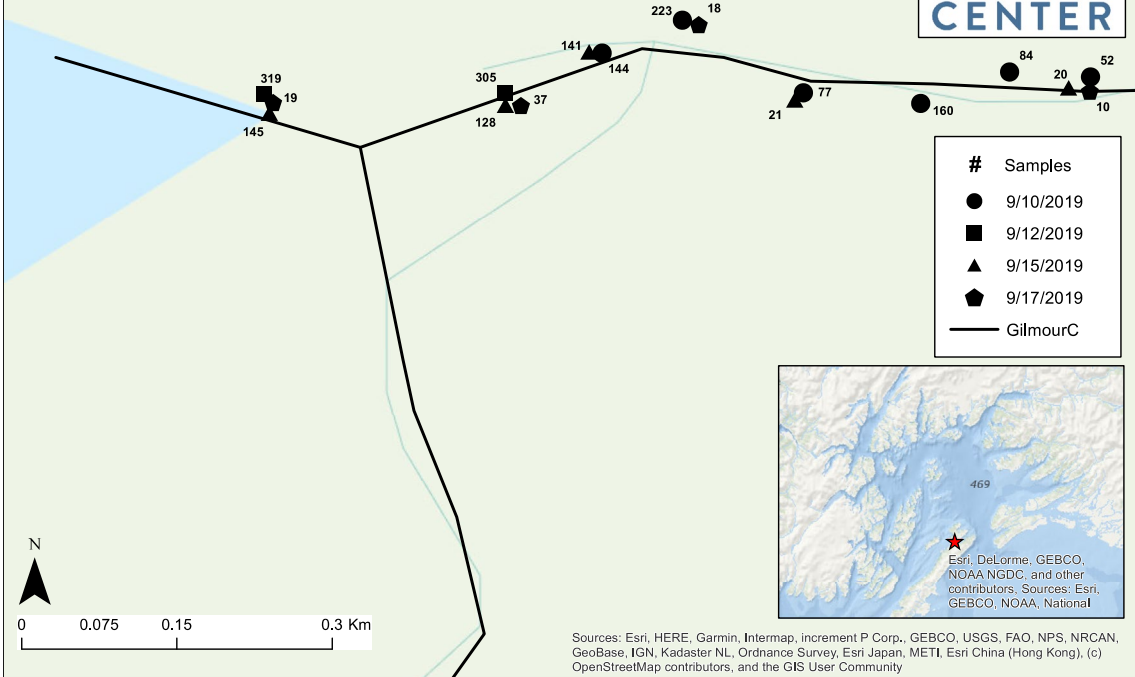 CENTER
223
18
141
144
84
52
319
305
20
19
37
77
10
145
128
21
160
# Samples
9/10/2019
9/12/2019
9/15/2019
9/17/2019
GilmourC
469
Esri, DeLorme, GEBCO,
NOAA NGDC, and other
contributors, Sources: Esri,
GEBCO, NOAA, National
N
0 0.075 0.15 0.3 Km
Sources: Esri, HERE, Garmin, Intermap, increment P Corp., GEBCO, USGS, FAO, NPS, NRCAN,
GeoBase, IGN, Kadaster NL, Ordnance Survey, Esri Japan, METI, Esri China (Hong Kong), (c)
OpenStreetMap contributors, and the GIS User Community